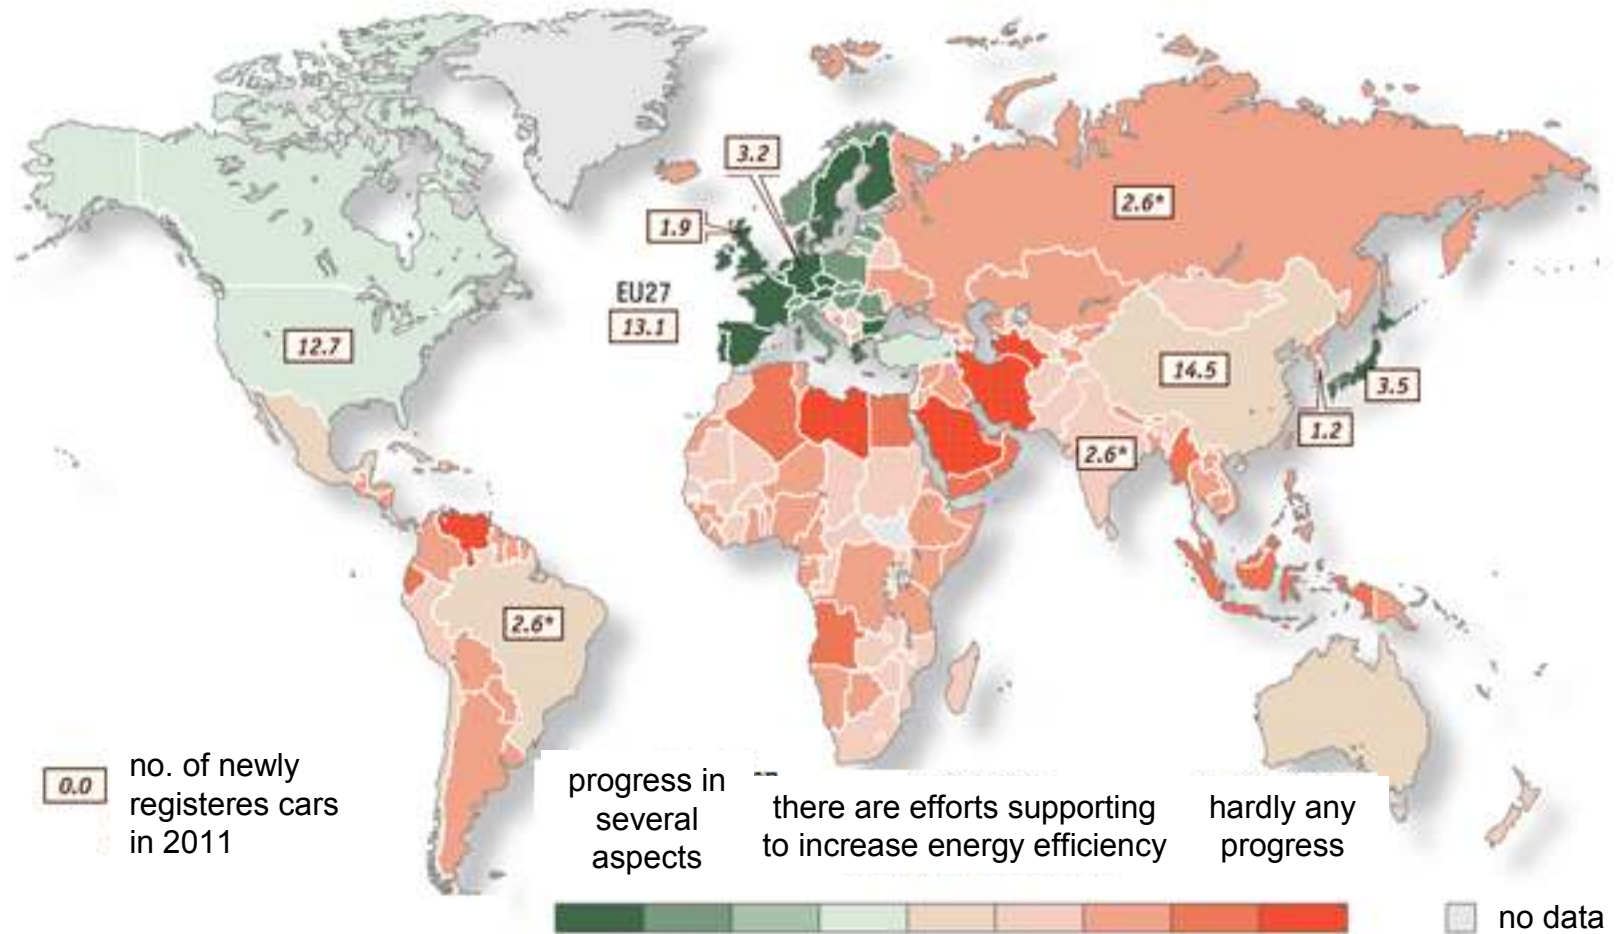 3.2
2.6*
1.9
EU27
13.1
12.7
14.5
3.5
1.2
2.6*
2.6*
0.0
no. of newly
registeres cars
in 2011
progress in
several
aspects
there are efforts supporting
to increase energy efficiency
hardly any
progress
no data